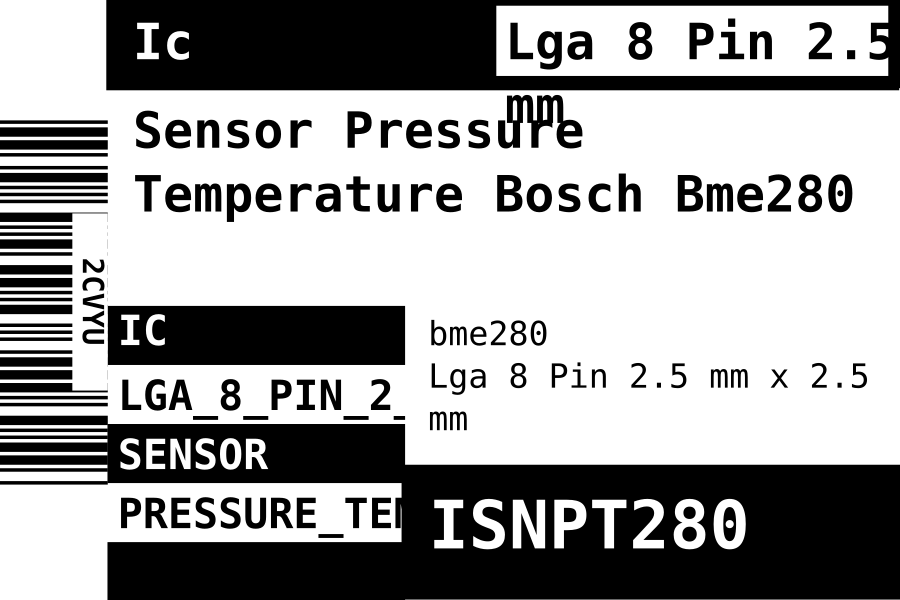 Ic
Lga 8 Pin 2.5
mm
Sensor Pressure
Temperature Bosch Bme280
2CVYU
IC
LGA_8_PIN_2_
SENSOR
PRESSURE_TEM
bme280
Lga 8 Pin 2.5 mm x 2.5
mm
ISNPT280